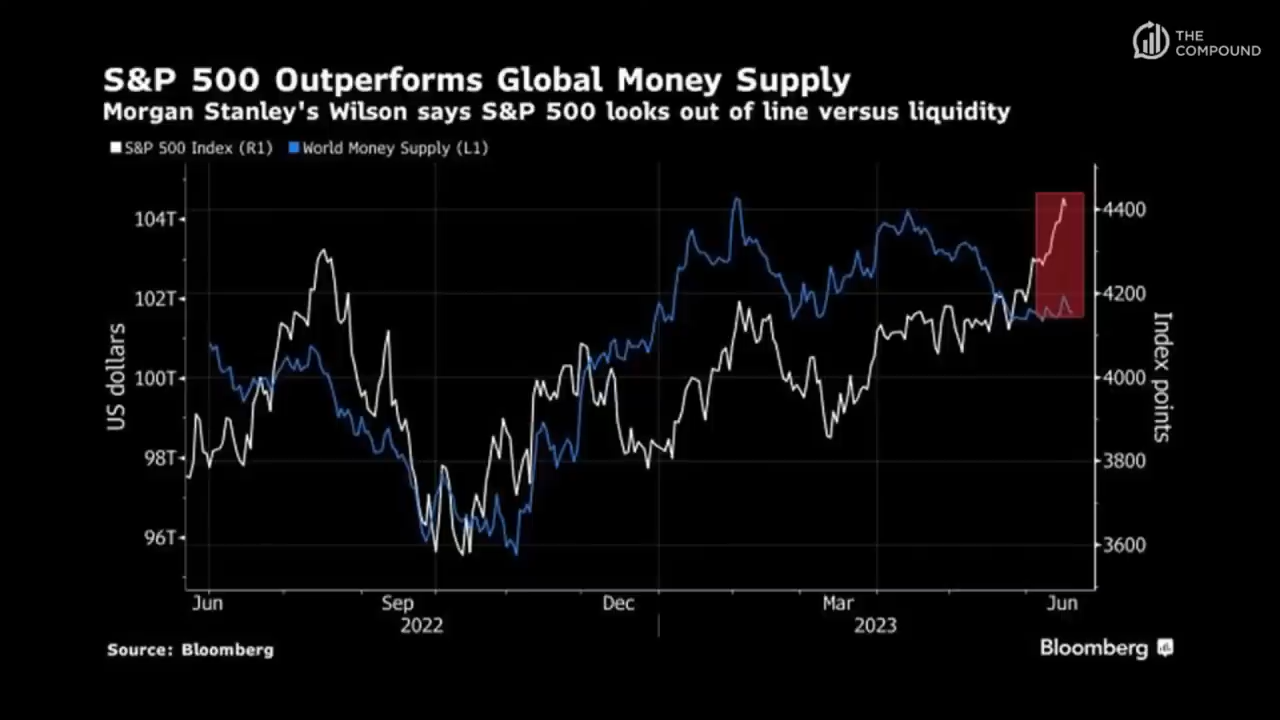 THE
COMPOUND
S&P 500 Outperforms Global Money Supply
Morgan Stanley's Wilson says S&P 500 looks out of line versus liquidity
S&P 500 Index (R1) World Money Supply (L1)
104T
102T
100T
98T
96T
US dollars
4400
4200
4000
3800
3600
Index points
Jun Sep Dec Mar Jun
2022 2023
Source: Bloomberg
Bloomberg